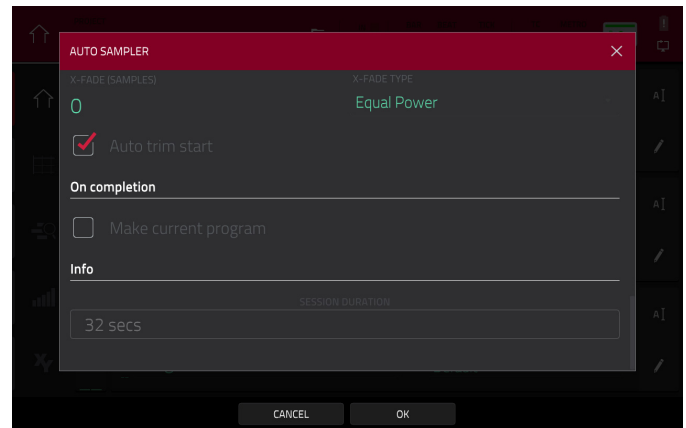 AUTO SAMPLER
X-FADE (SAMPLES) X-FADE TYPE
0 Equal Power
Auto trim start
On completion
Make current program
Info
SESSION DURATION
32 secs
CANCEL OK